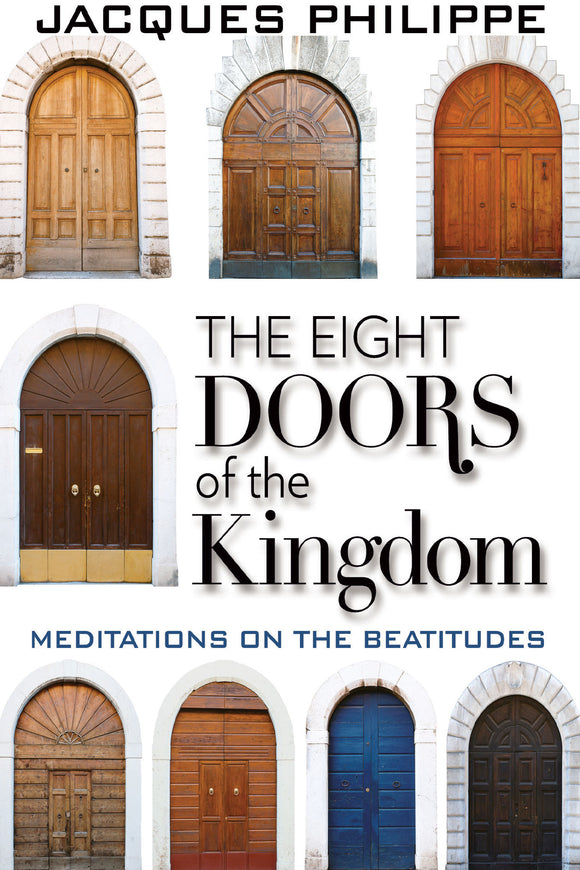 JACQUES PHILIPPE
THE EIGHT
DOORS
of the
Kingdom
MEDITATIONS ON THE BEATITUDES